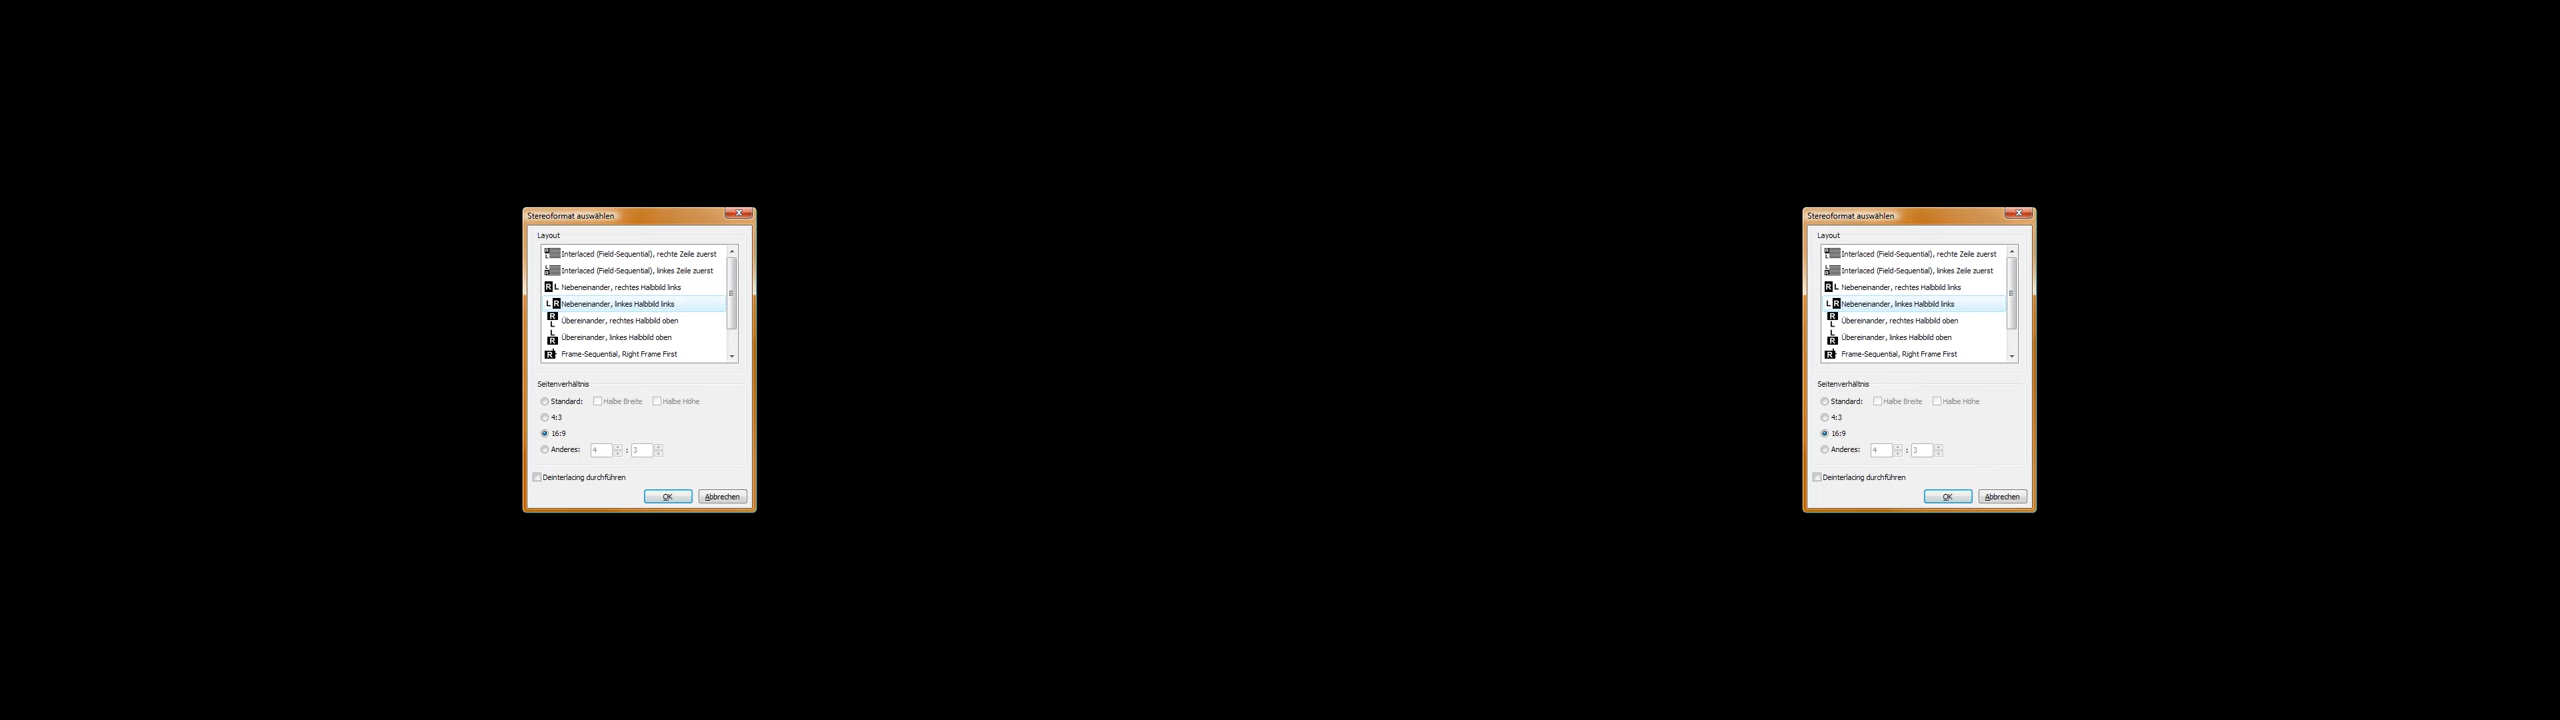 Stereoformat auswählen
Layout
Interlaced (Field-Sequential), rechte Zeile zuerst
Interlaced (Field-Sequential), linkes Zeile zuerst
R L Nebeneinander, rechtes Halbbild links
L R Nebeneinander, linkes Halbbild links
R L Übereinander, rechtes Halbbild oben
L R Übereinander, linkes Halbbild oben
R Frame-Sequential, Right Frame First
Seitenverhältnis
Standard: Halbe Breite Halbe Höhe
4:3
16:9
Anderes: 4 : 3
Deinterlacing durchführen
OK Abbrechen
Stereoformat auswählen
Layout
Interlaced (Field-Sequential), rechte Zeile zuerst
Interlaced (Field-Sequential), linkes Zeile zuerst
R L Nebeneinander, rechtes Halbbild links
L R Nebeneinander, linkes Halbbild links
R L Übereinander, rechtes Halbbild oben
L R Übereinander, linkes Halbbild oben
R Frame-Sequential, Right Frame First
Seitenverhältnis
Standard: Halbe Breite Halbe Höhe
4:3
16:9
Anderes: 4 : 3
Deinterlacing durchführen
OK Abbrechen